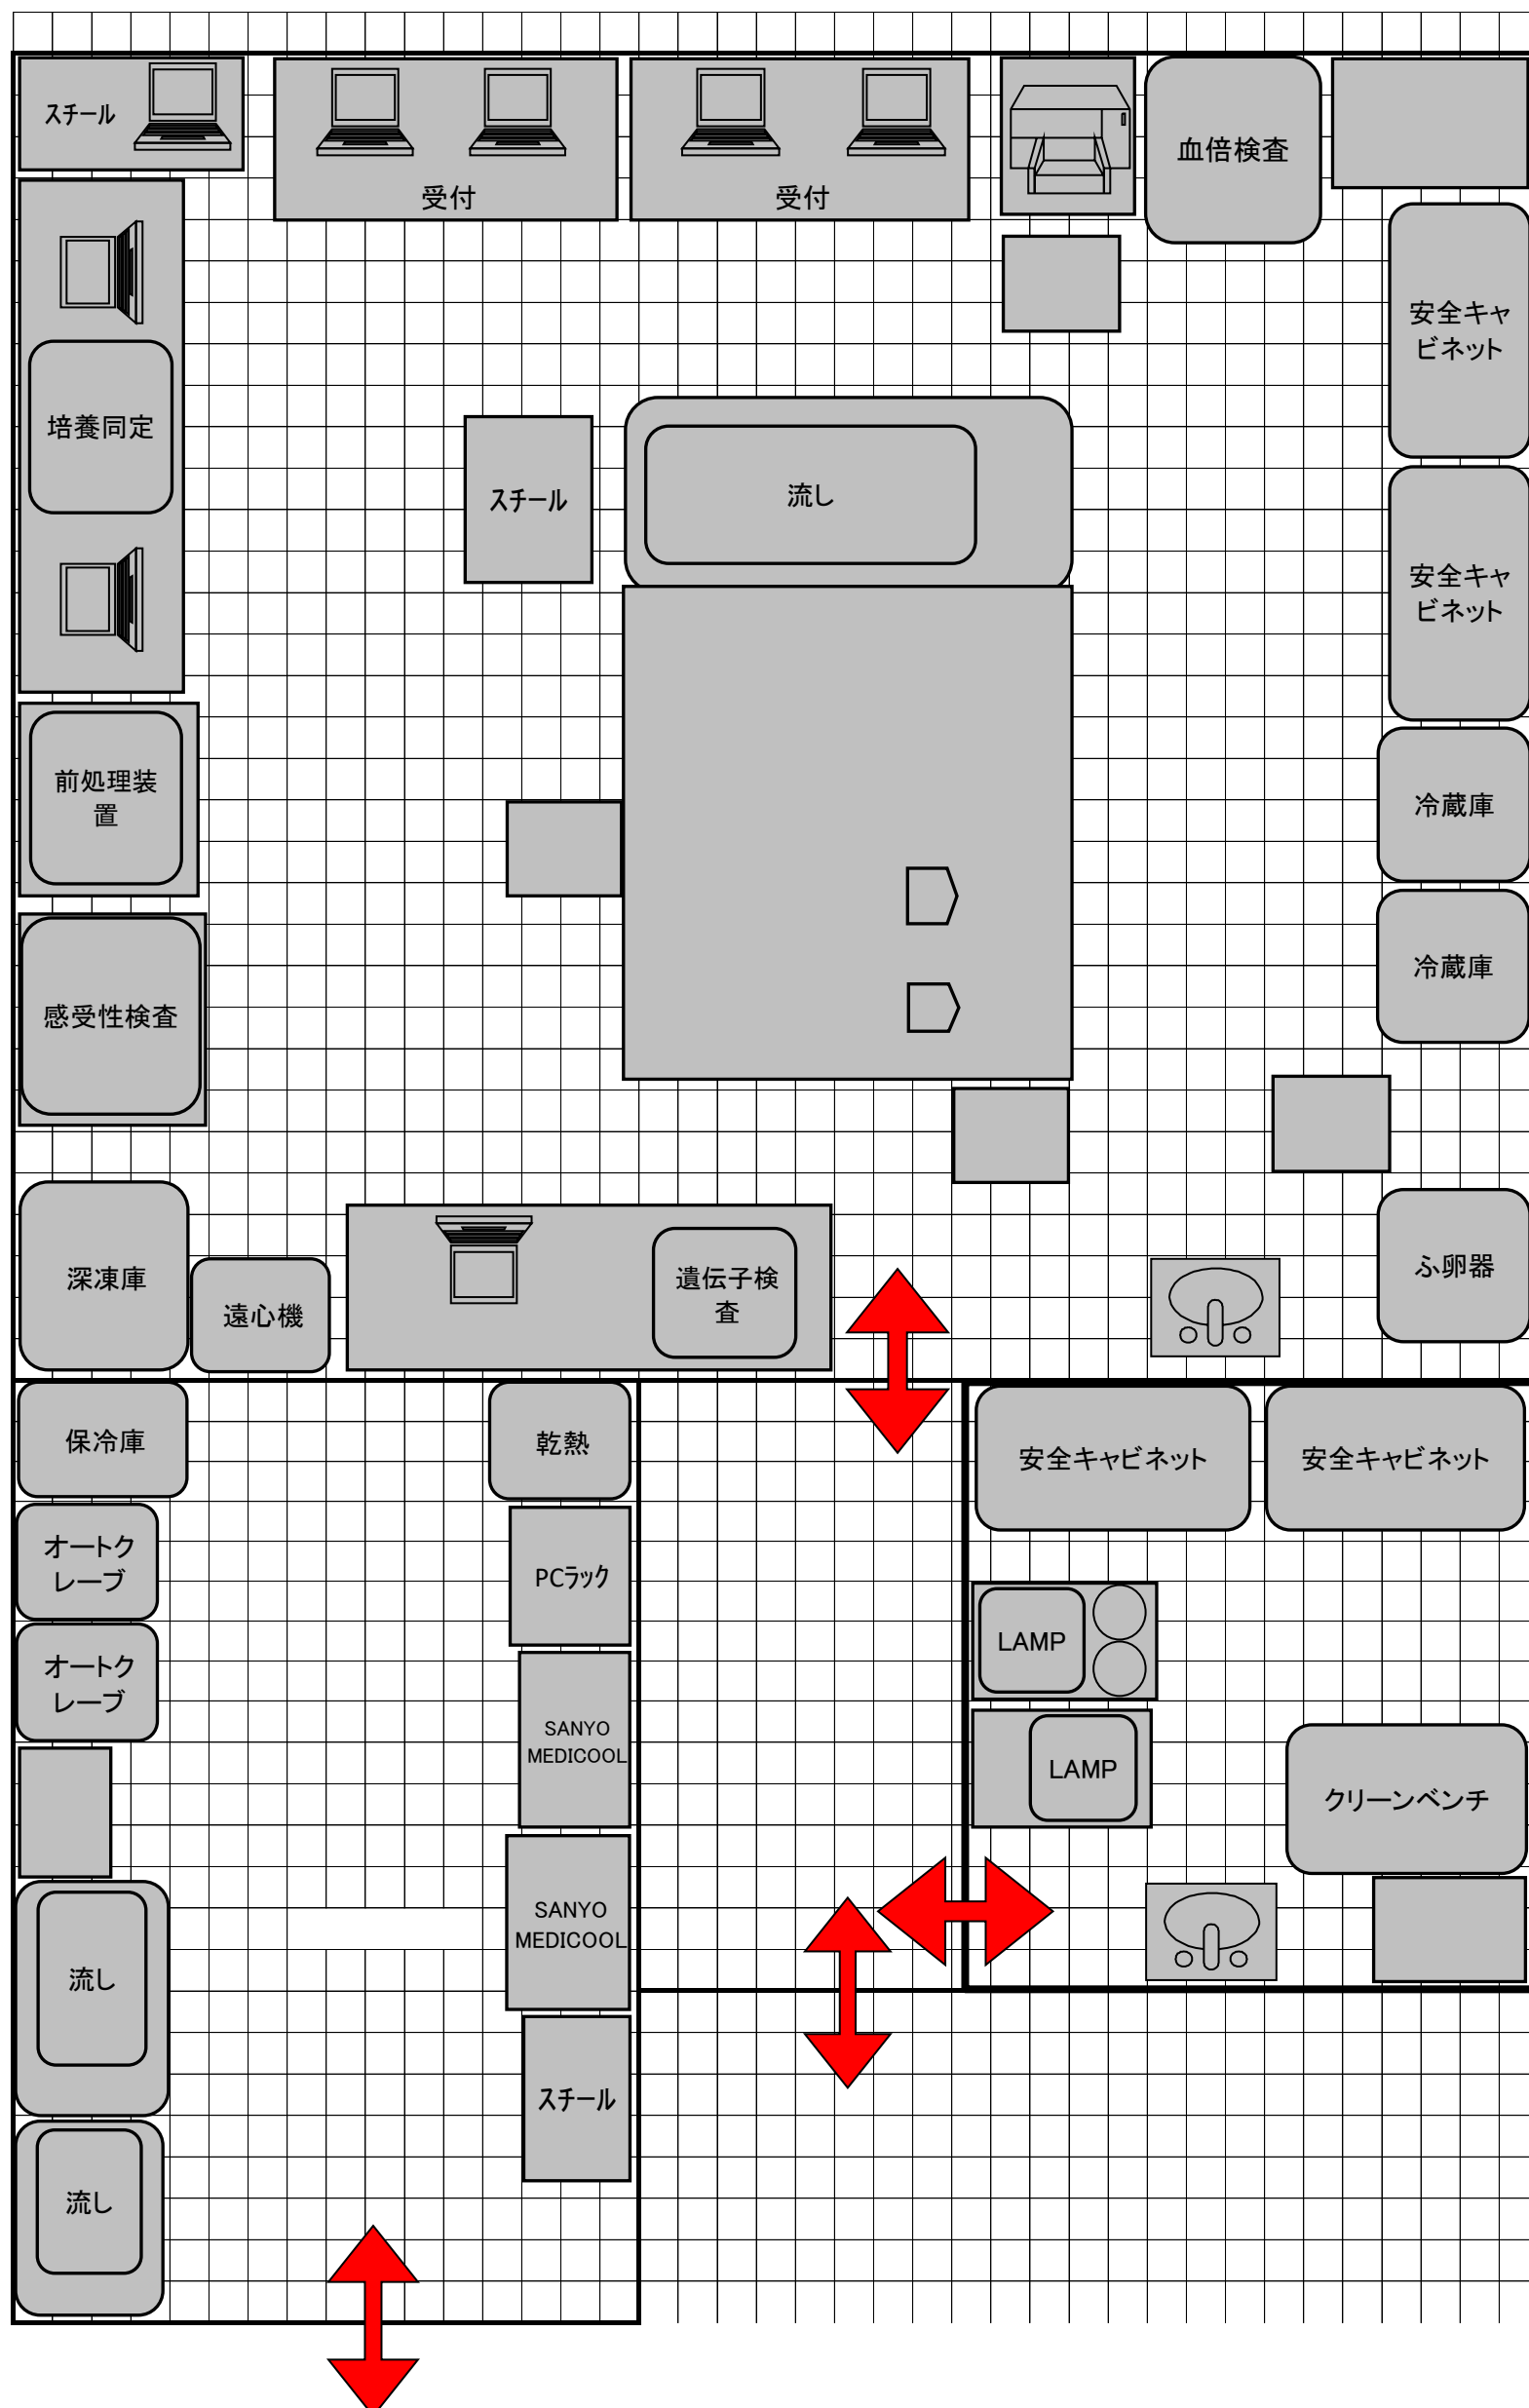 スチール
受付
受付
血倍検査
安全キャ
ビネット
培養同定
スチール
流し
安全キャ
ビネット
前処理装
置
冷蔵庫
冷蔵庫
感受性検査
深凍庫
遠心機
遺伝子検
査
ふ卵器
保冷庫
乾熱
安全キャビネット
安全キャビネット
オートク
レーブ
PCラック
LAMP
オートク
レーブ
SANYO
MEDICOOL
LAMP
クリーンベンチ
SANYO
MEDICOOL
流し
スチール
流し